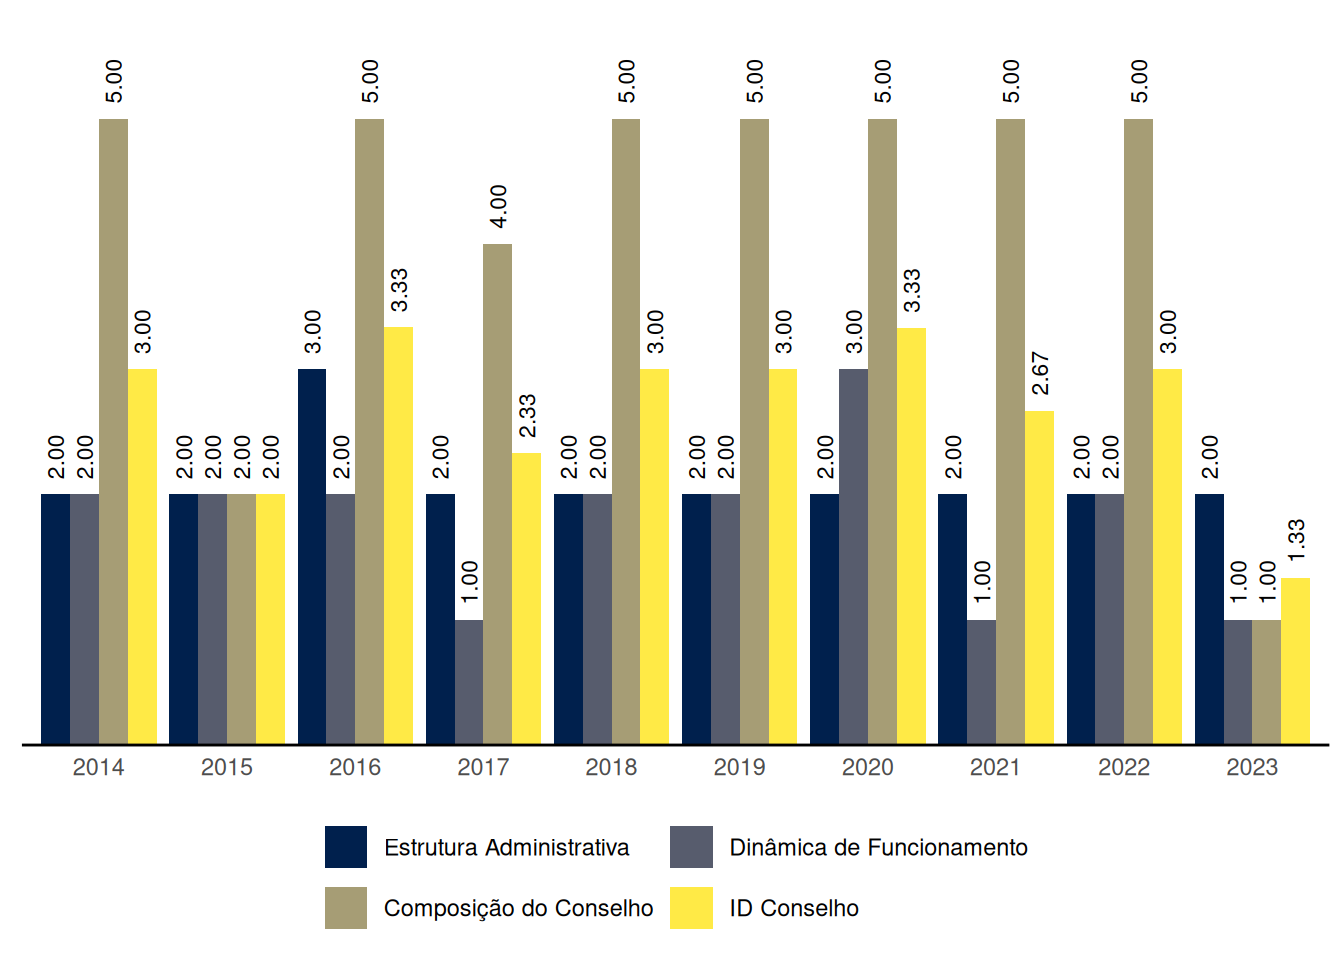 2.00 2.00 5.00 3.00 2.00 2.00 2.00 2.00 3.00 2.00 5.00 3.33 2.00 1.00 4.00 2.33 2.00 2.00 5.00 3.00 2.00 2.00 5.00 3.00 2.00 3.00 5.00 3.33 2.00 1.00 5.00 2.67 2.00 2.00 5.00 3.00 2.00 1.00 1.00 1.33
2014 2015 2016 2017 2018 2019 2020 2021 2022 2023
Estrutura Administrativa Dinâmica de Funcionamento
Composição do Conselho ID Conselho